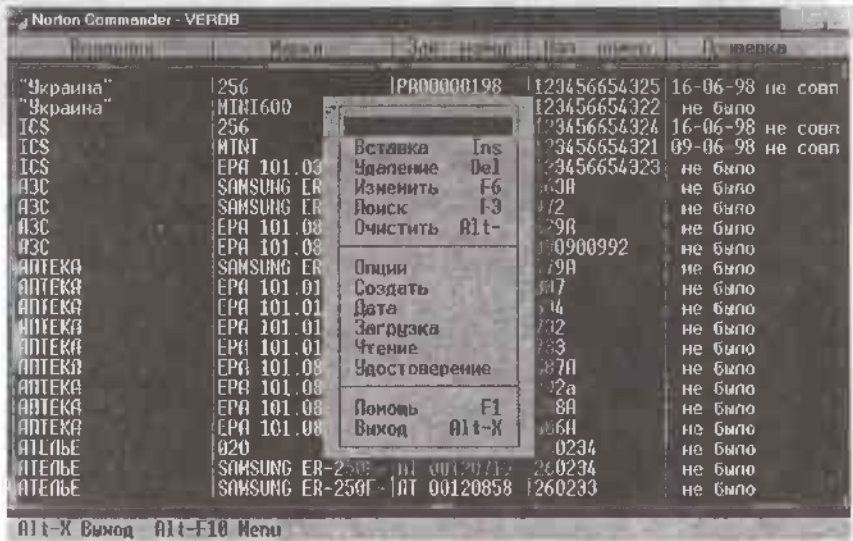 Norton Commander - VERDB
Марка номер номер
"Украина" 256 PA00000198 123456654325 16-06-98 не совп
"Украина" MINI600 123456654322 не было
ICS 256 123456654324 16-06-98 не совп
ICS MINI 123456654321 09-06-98 не совп
ICS EPA 101.03 123456654323 не было
АЗС SAMSUNG ER не было
АЗС SAMSUNG ER не было
АЗС EPA 101.08 не было
АЗС EPA 101.08 0900992 не было
АПТЕКА SAMSUNG ER не было
АПТЕКА EPA 101.01 не было
АПТЕКА EPA 101.01 не было
АПТЕКА EPA 101.01 не было
АПТЕКА EPA 101.01 не было
АПТЕКА EPA 101.08 не было
АПТЕКА EPA 101.08 не было
АПТЕКА EPA 101.08 не было
АПТЕКА EPA 101.08 не было
АТЕЛЬЕ 020 0234 не было
АТЕЛЬЕ SAMSUNG ER-250F 260234 не было
АТЕЛЬЕ SAMSUNG ER-250F АТ 00120858 260233 не было
Вставка Ins
Удаление Del
Изменить F6
Поиск F3
Очистить Alt-
Опции
Создать
Дата
Загрузка
Чтение
Удостоверение
Помощь F1
Выход Alt-X
Alt-X Выход Alt-F10 Menu